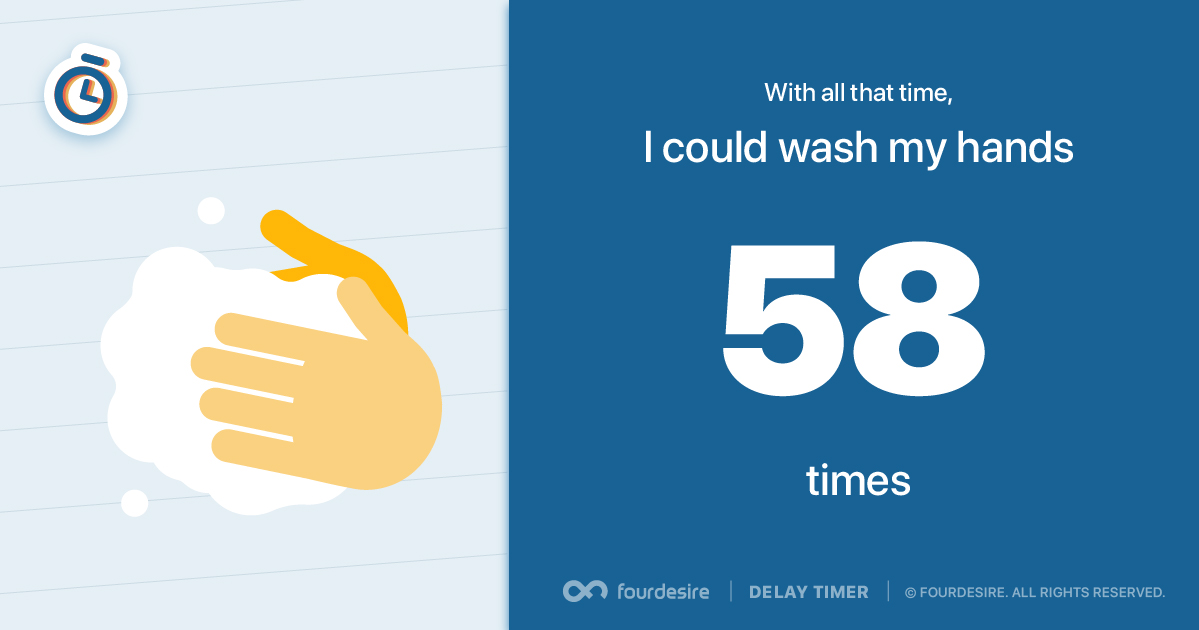 With all that time,
I could wash my hands
58
times
fourdesire | DELAY TIMER | © FOURDESIRE. ALL RIGHTS RESERVED.